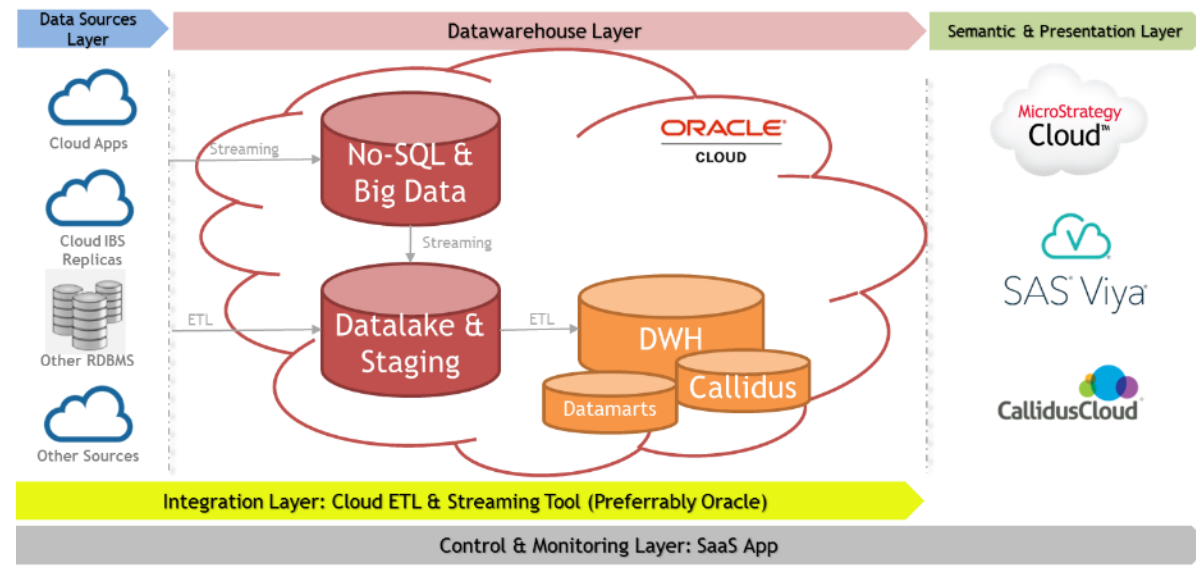 Data Sources
Layer
Datawarehouse Layer
Semantic & Presentation Layer
Cloud Apps
Cloud IBS
Replicas
Other RDBMS
Other Sources
Streaming
No-SQL &
Big Data
Streaming
ETL
Datalake &
Staging
ETL
DWH
Callidus
Datamarts
ORACLE®
CLOUD
MicroStrategy
Cloud™
SAS® Viya®
CallidusCloud®
Integration Layer: Cloud ETL & Streaming Tool (Preferrably Oracle)
Control & Monitoring Layer: SaaS App